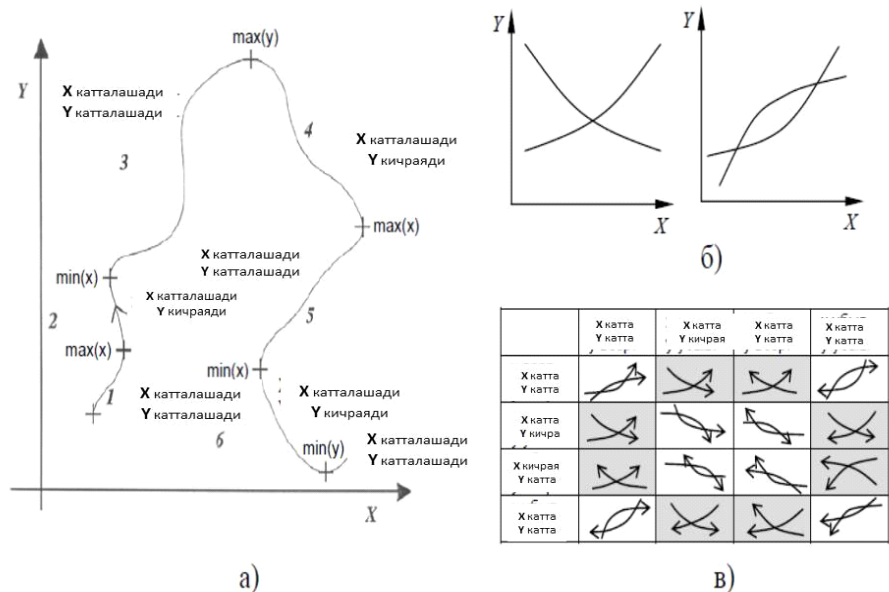 max(y)
Y
X катталашади
Y катталашади
3
4
X катталашади
Y кичраяди
max(x)
X катталашади
Y катталашади
min(x)
X катталашади
Y кичраяди
2
5
max(x)
min(x)
1
X катталашади
Y катталашади
6
X катталашади
Y кичраяди
X катталашади
Y катталашади
min(y)
X
а)
Y
X
Y
X
б)
X катта
Y катта
X катта
Y кичрая
X катта
Y катта
X катта
Y катта
X катта
Y катта
X катта
Y кичра
X кичрая
Y катта
X катта
Y катта
в)